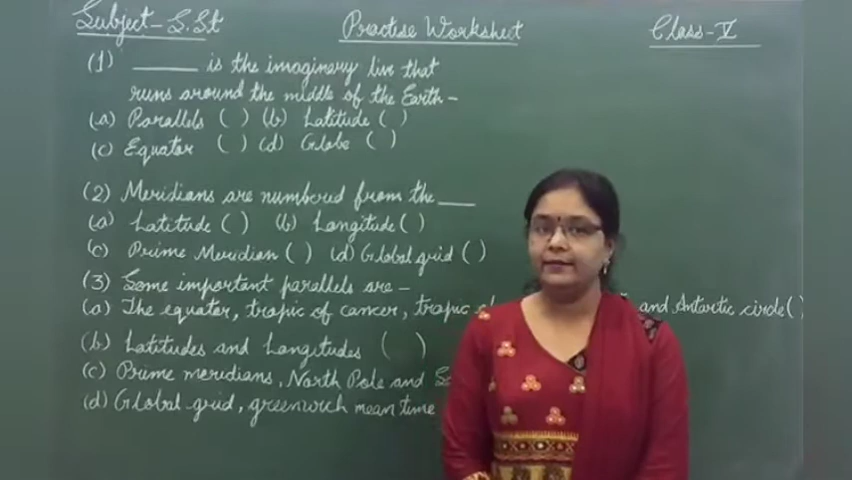 Subject - S.St Practise Worksheet Class - V
(1) ______ is the imaginery line that
runs around the middle of the Earth -
(a) Parallels ( ) (b) Latitude ( )
(c) Equator ( ) (d) Globe ( )
(2) Meridians are numbered from the ____
(a) Latitude ( ) (b) Longitude ( )
(c) Prime Meridian ( ) (d) Global grid ( )
(3) Some important parallels are -
(a) The equator, tropic of cancer, tropic and Antartic circle ( )
(b) Latitudes and Longitudes ( )
(c) Prime meridians, North Pole and
(d) Global grid, greenwich mean time